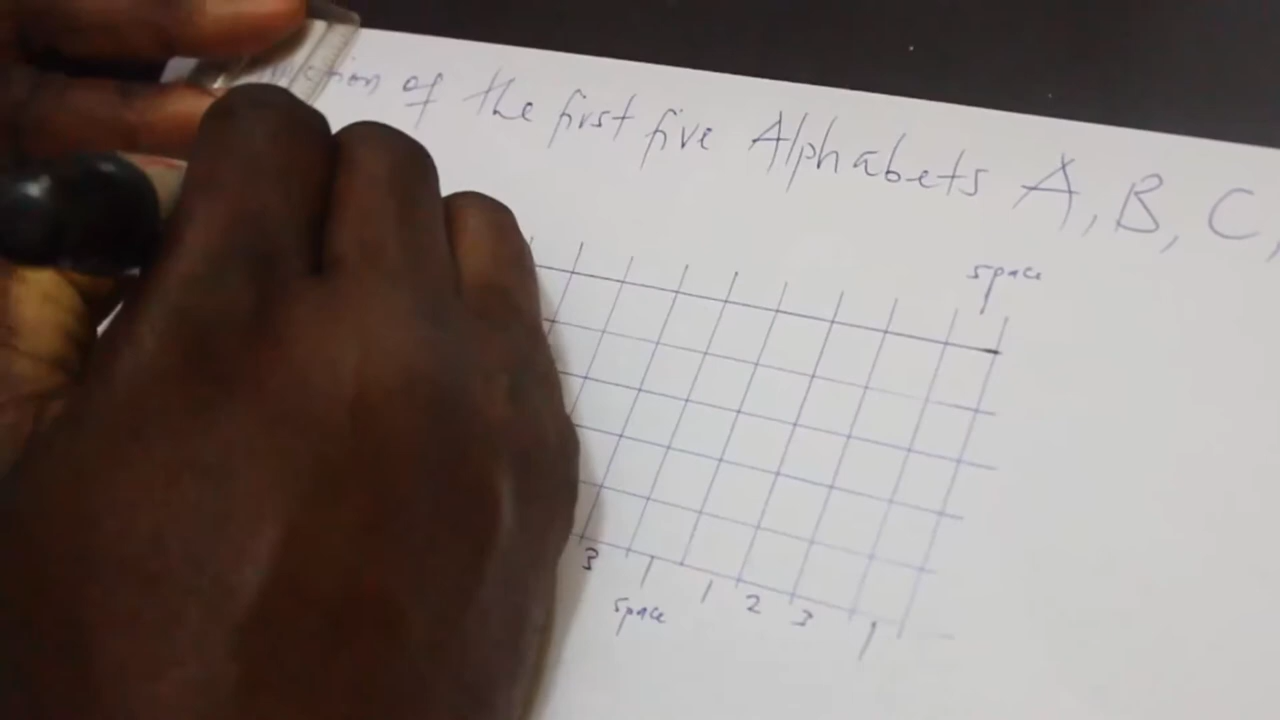 of the first five Alphabets A, B, C,
space
3 space 1 2 3